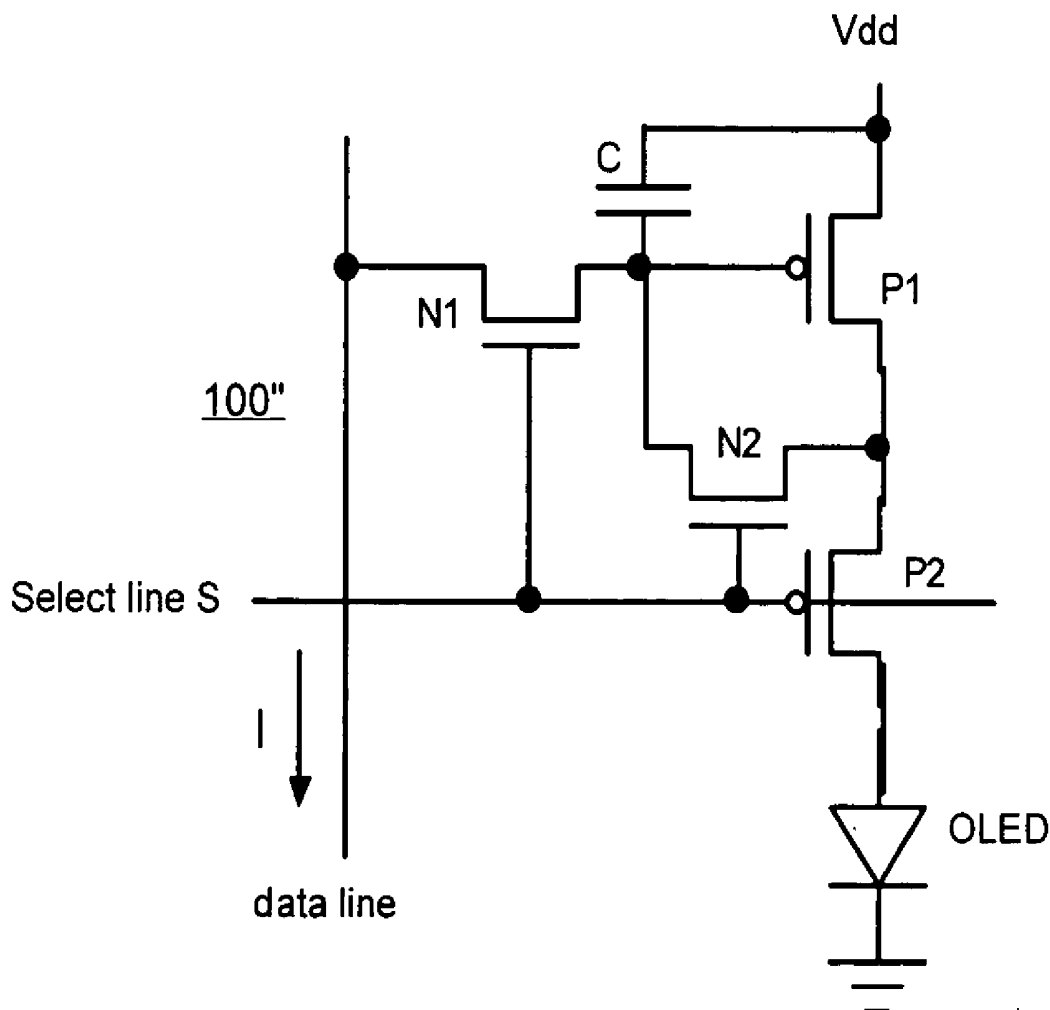 Vdd
C
P1
N1
100"
N2
P2
Select line S
I
OLED
data line